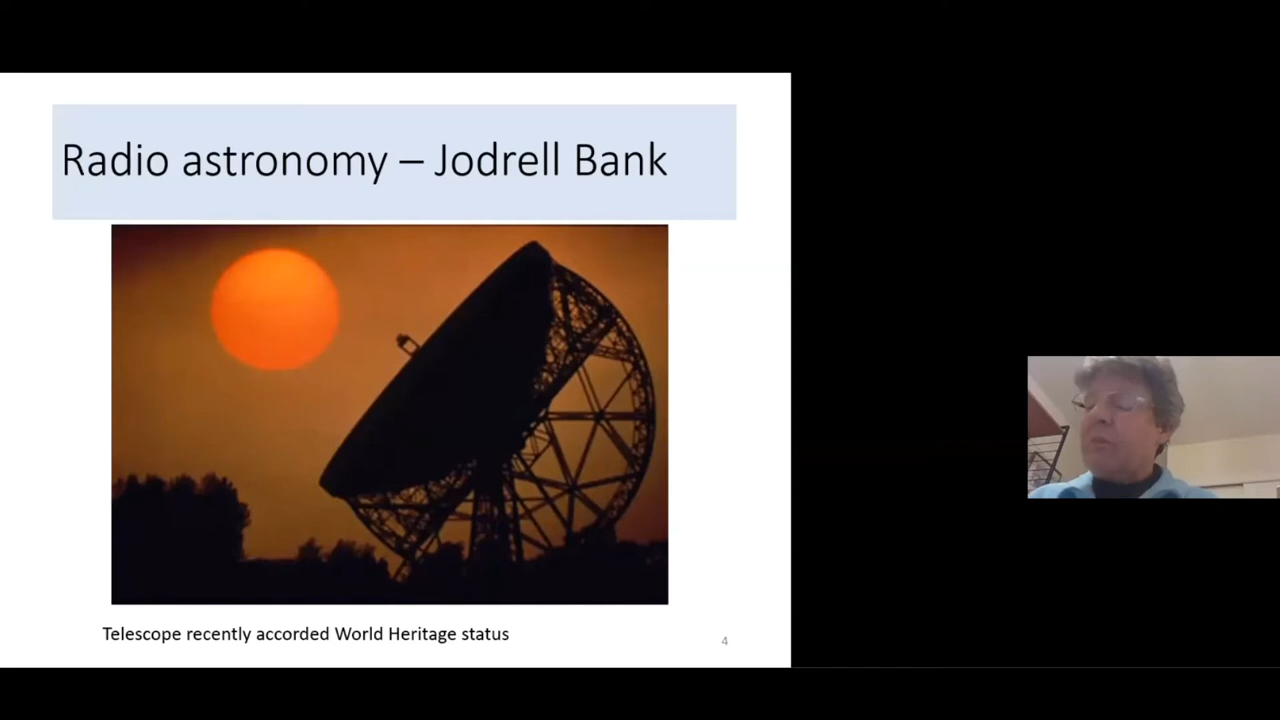 Radio astronomy – Jodrell Bank
Telescope recently accorded World Heritage status
4